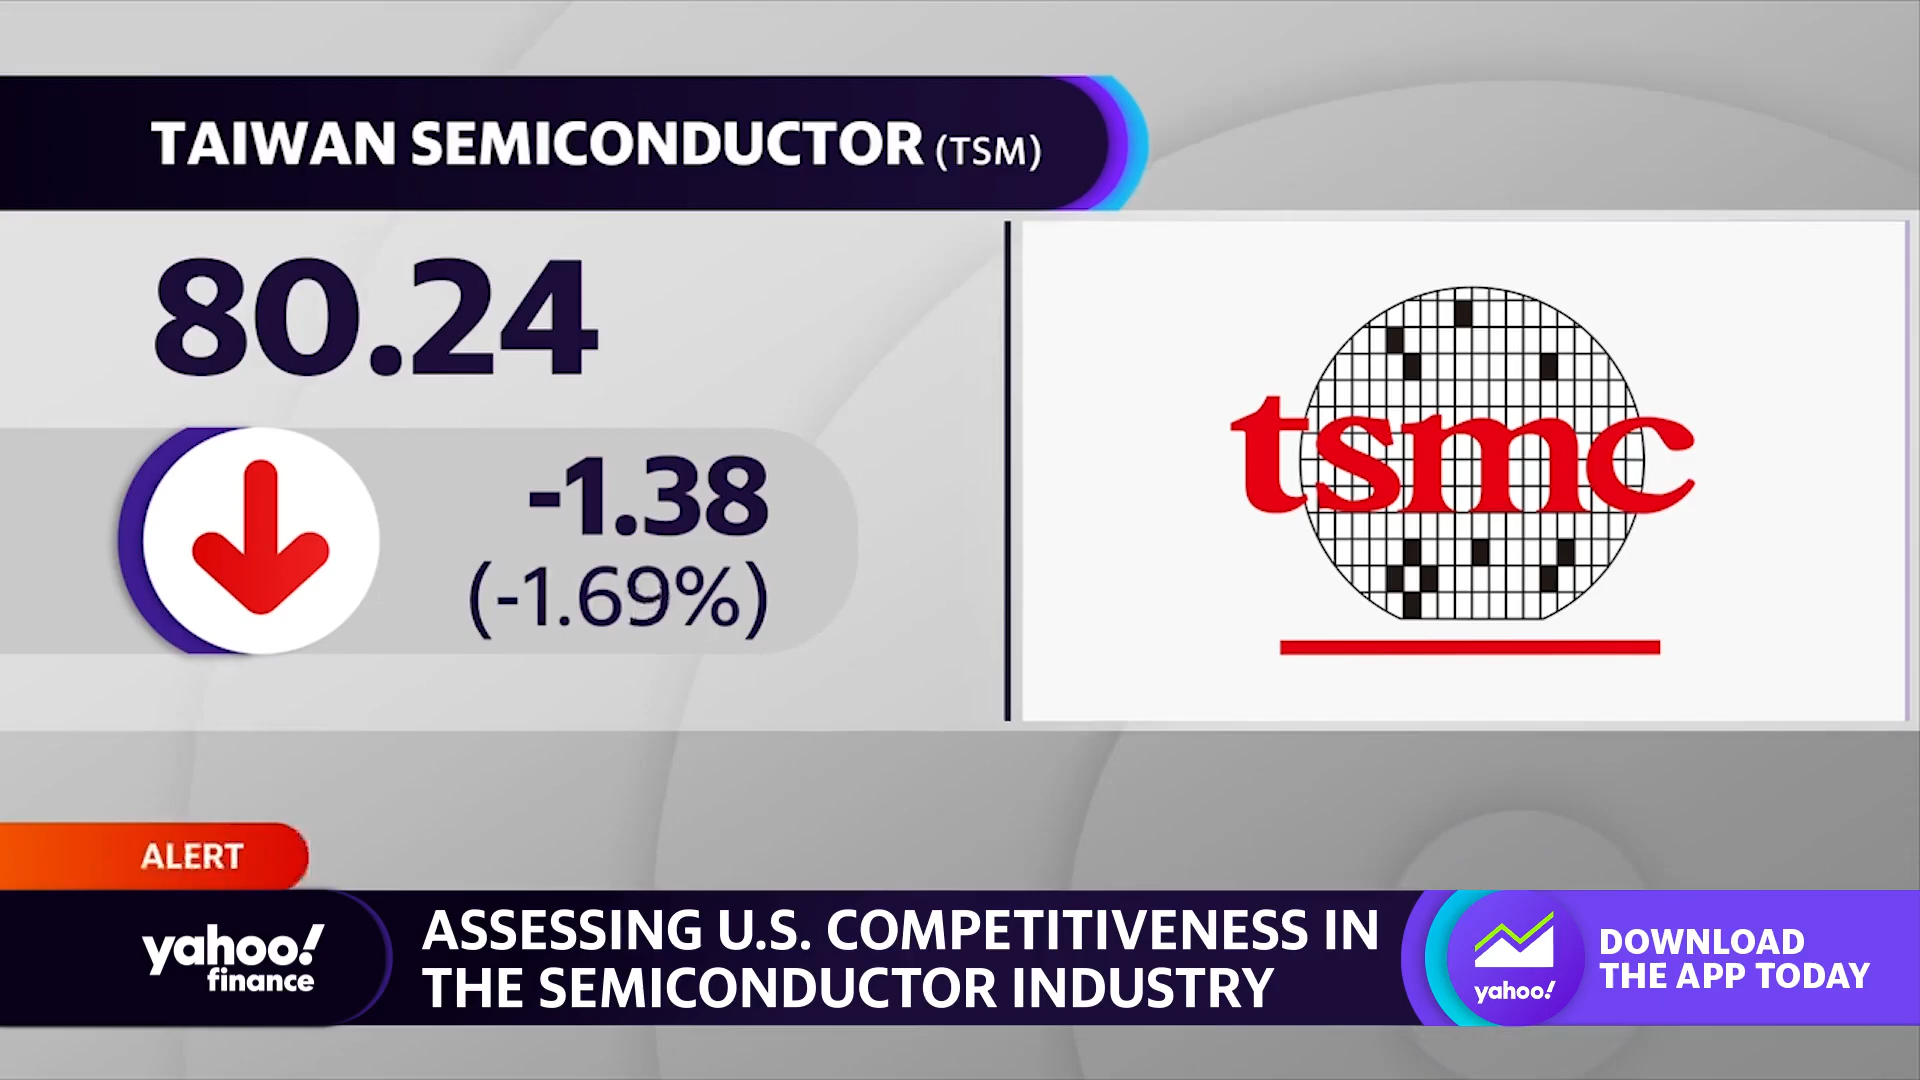 TAIWAN SEMICONDUCTOR (TSM)
80.24
-1.38
(-1.69%)
tsmc
ALERT
yahoo!
finance
ASSESSING U.S. COMPETITIVENESS IN
THE SEMICONDUCTOR INDUSTRY
yahoo!
DOWNLOAD
THE APP TODAY